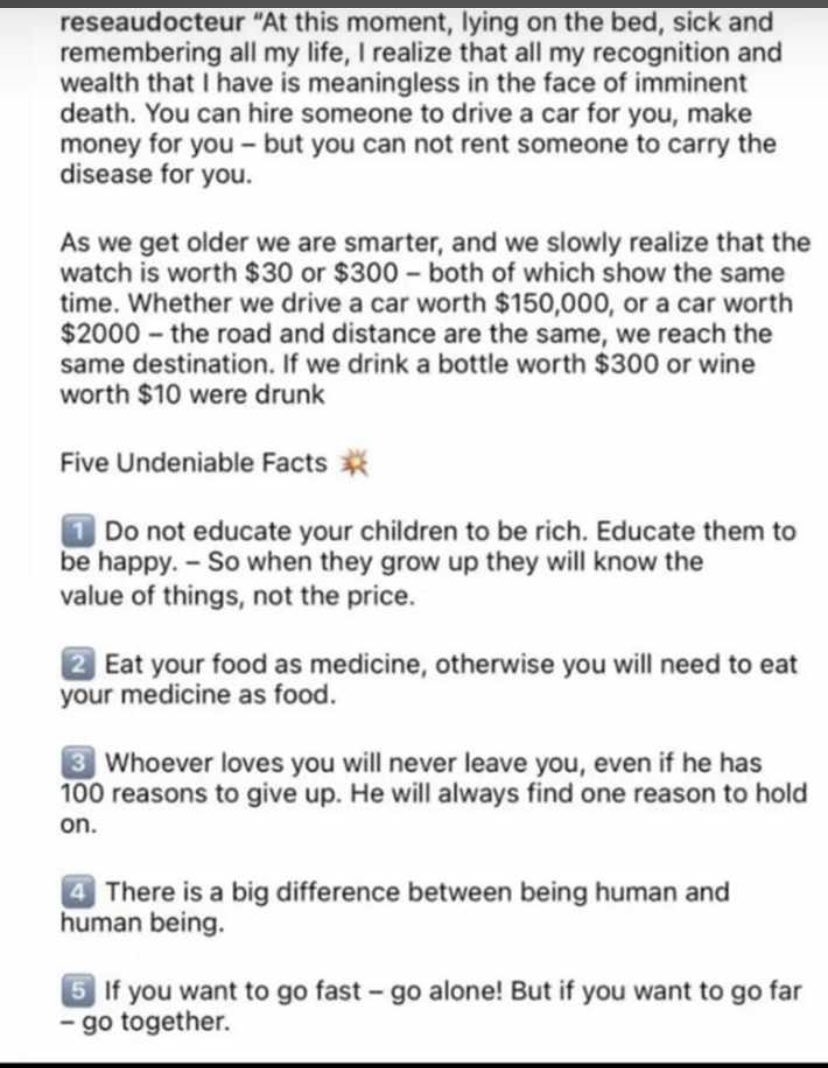 reseaudocteur "At this moment, lying on the bed, sick and
remembering all my life, I realize that all my recognition and
wealth that I have is meaningless in the face of imminent
death. You can hire someone to drive a car for you, make
money for you – but you can not rent someone to carry the
disease for you.
As we get older we are smarter, and we slowly realize that the
watch is worth $30 or $300 – both of which show the same
time. Whether we drive a car worth $150,000, or a car worth
$2000 – the road and distance are the same, we reach the
same destination. If we drink a bottle worth $300 or wine
worth $10 were drunk
Five Undeniable Facts 💥
1️⃣ Do not educate your children to be rich. Educate them to
be happy. – So when they grow up they will know the
value of things, not the price.
2️⃣ Eat your food as medicine, otherwise you will need to eat
your medicine as food.
3️⃣ Whoever loves you will never leave you, even if he has
100 reasons to give up. He will always find one reason to hold
on.
4️⃣ There is a big difference between being human and
human being.
5️⃣ If you want to go fast – go alone! But if you want to go far
– go together.